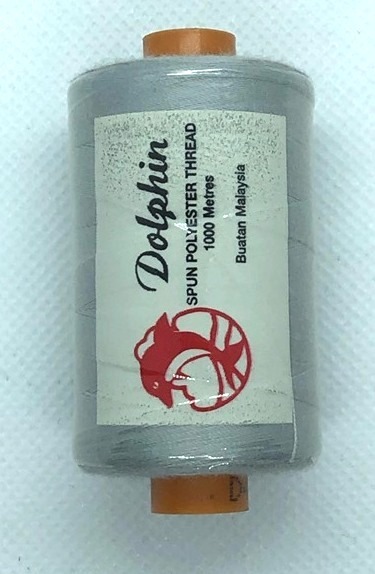 Dolphin
SPUN POLYESTER THREAD
1000 Metres
Buatan Malaysia